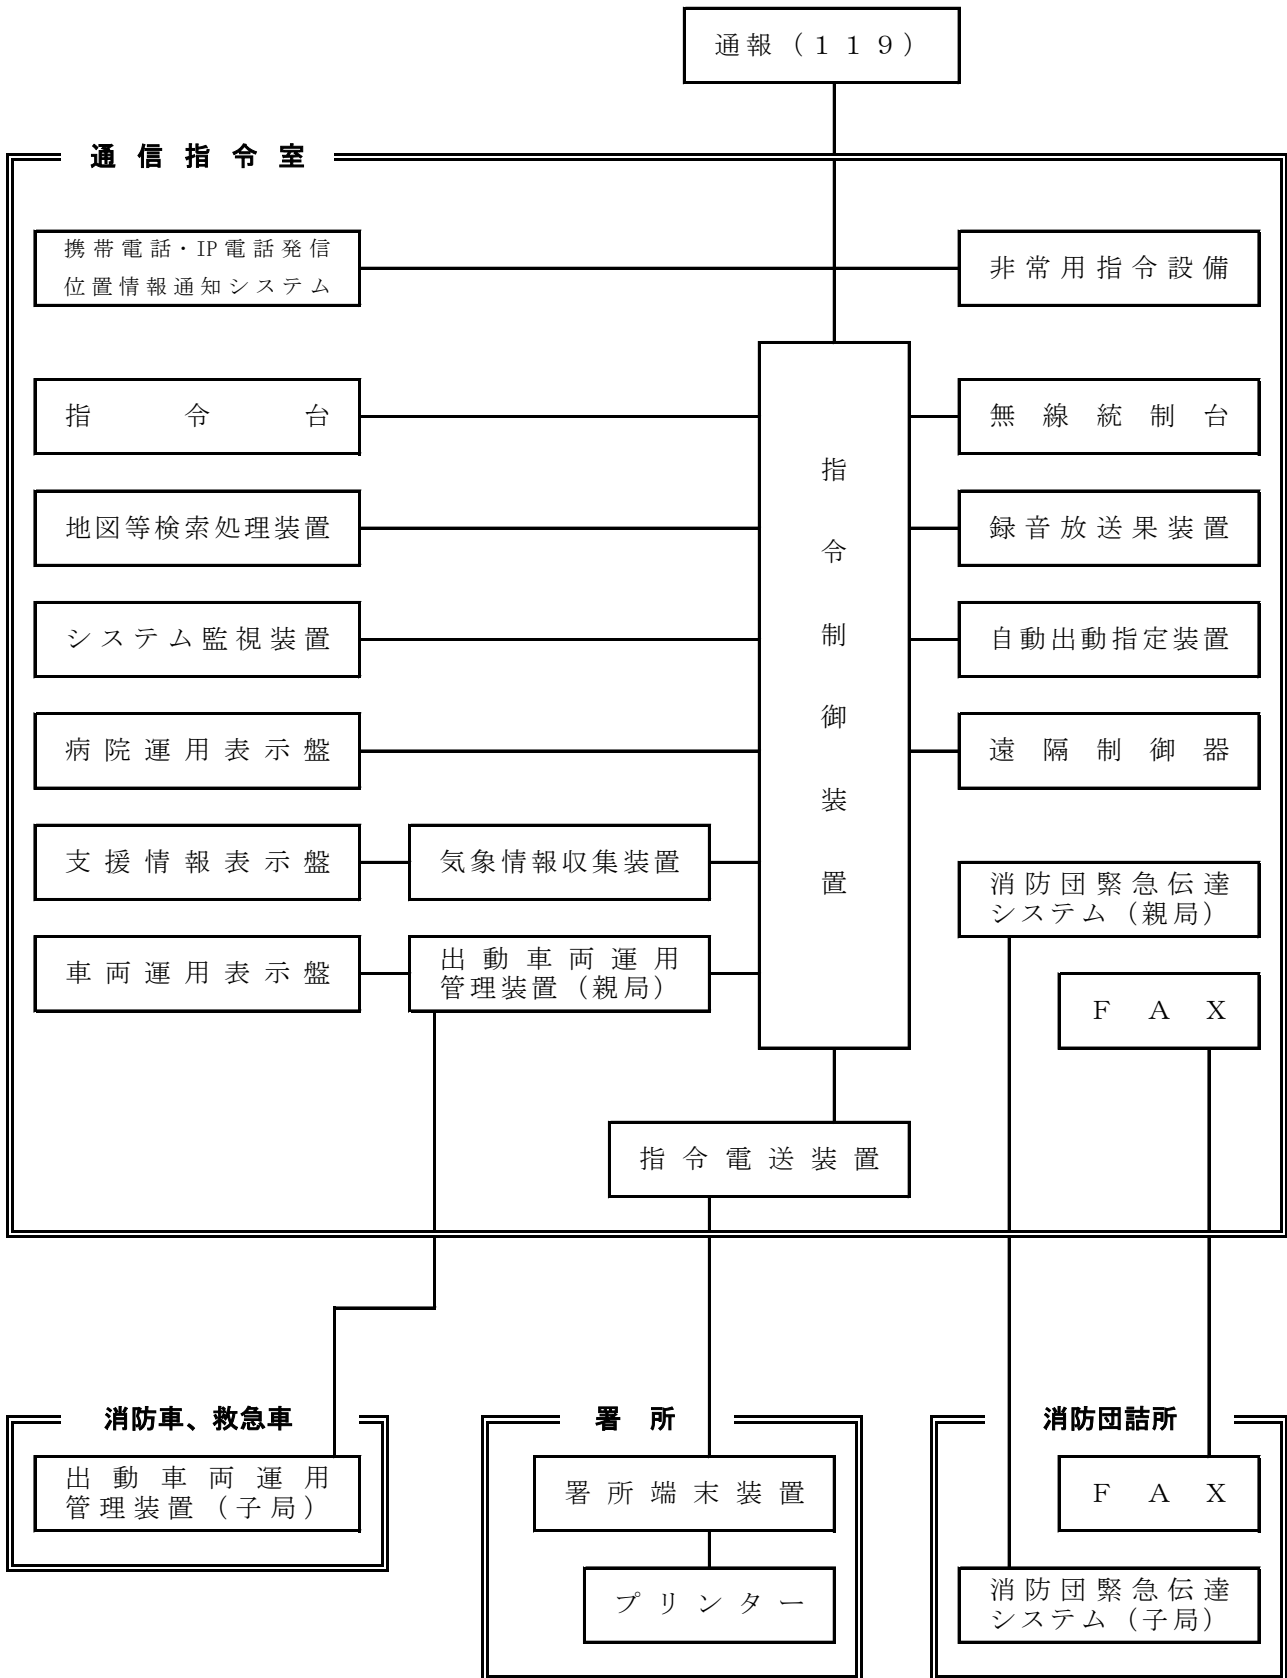 通報（１１９）
通信指令室
携帯電話・IP電話発信
位置情報通知システム
非常用指令設備
指令台
無線統制台
地図等検索処理装置
録音放送果装置
システム監視装置
自動出動指定装置
病院運用表示盤
遠隔制御器
指令制御装置
支援情報表示盤
気象情報収集装置
消防団緊急伝達
システム（親局）
車両運用表示盤
出動車両運用
管理装置（親局）
ＦＡＸ
指令電送装置
消防車、救急車
出動車両運用
管理装置（子局）
署所
署所端末装置
プリンター
消防団詰所
ＦＡＸ
消防団緊急伝達
システム（子局）